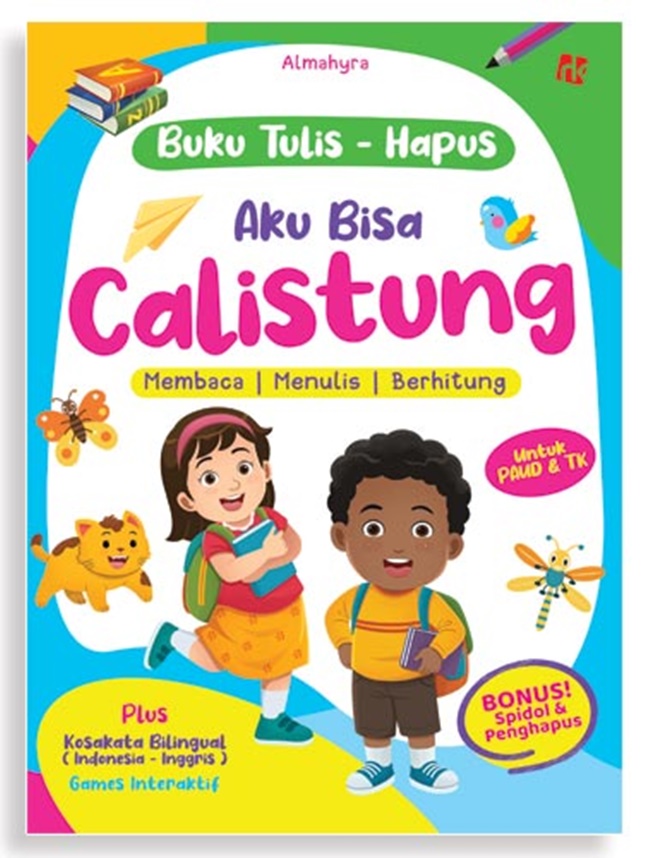 Almahyra
rk
Buku Tulis - Hapus
Aku Bisa
Calistung
Membaca | Menulis | Berhitung
Untuk
PAUD & TK
Plus
Kosakata Bilingual
( Indonesia - Inggris )
Games Interaktif
BONUS!
Spidol &
Penghapus